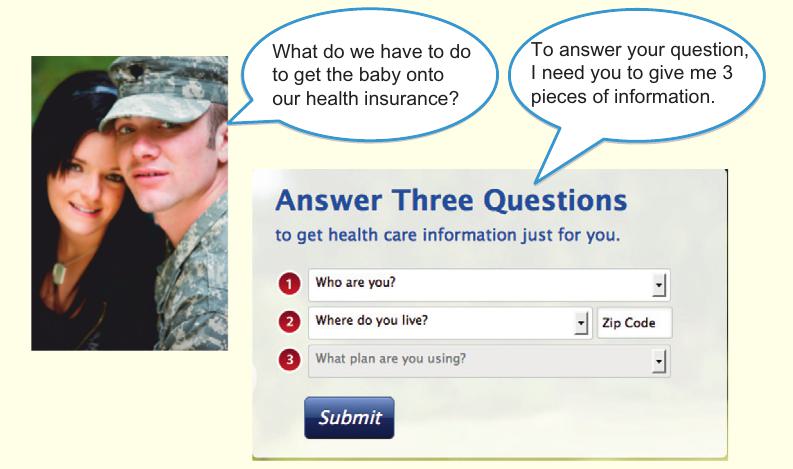 What do we have to do
to get the baby onto
our health insurance?
To answer your question,
I need you to give me 3
pieces of information.
Answer Three Questions
to get health care information just for you.
1 Who are you?
2 Where do you live? Zip Code
3 What plan are you using?
Submit